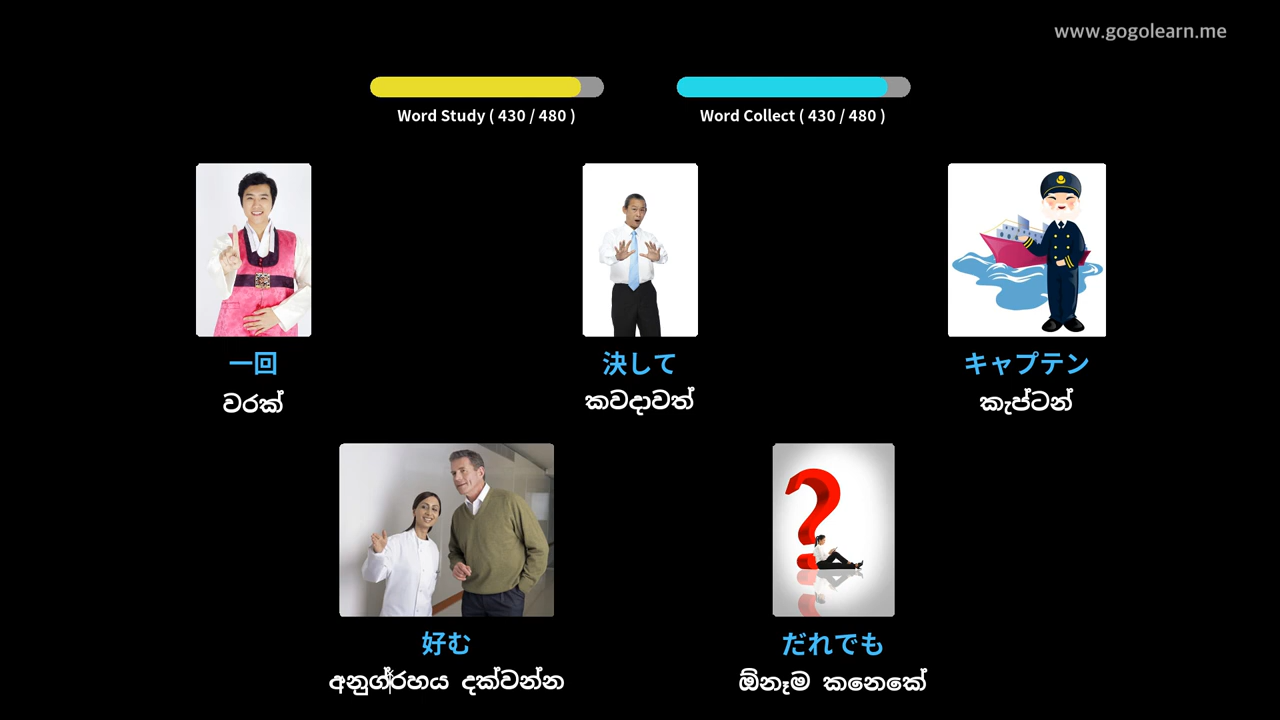 www.gogolearn.me
Word Study ( 430 / 480 )
Word Collect ( 430 / 480 )
一回
決して
キャプテン
වරක්
කවදාවත්
කැප්ටන්
好む
だれでも
අනුග්‍රහය දක්වන්න
ඕනෑම කනෙකේ